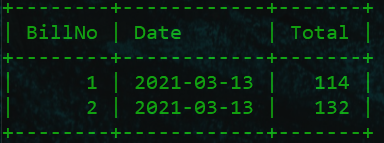 +--------+------------+-------+
| BillNo | Date       | Total |
+--------+------------+-------+
|      1 | 2021-03-13 |   114 |
|      2 | 2021-03-13 |   132 |
+--------+------------+-------+